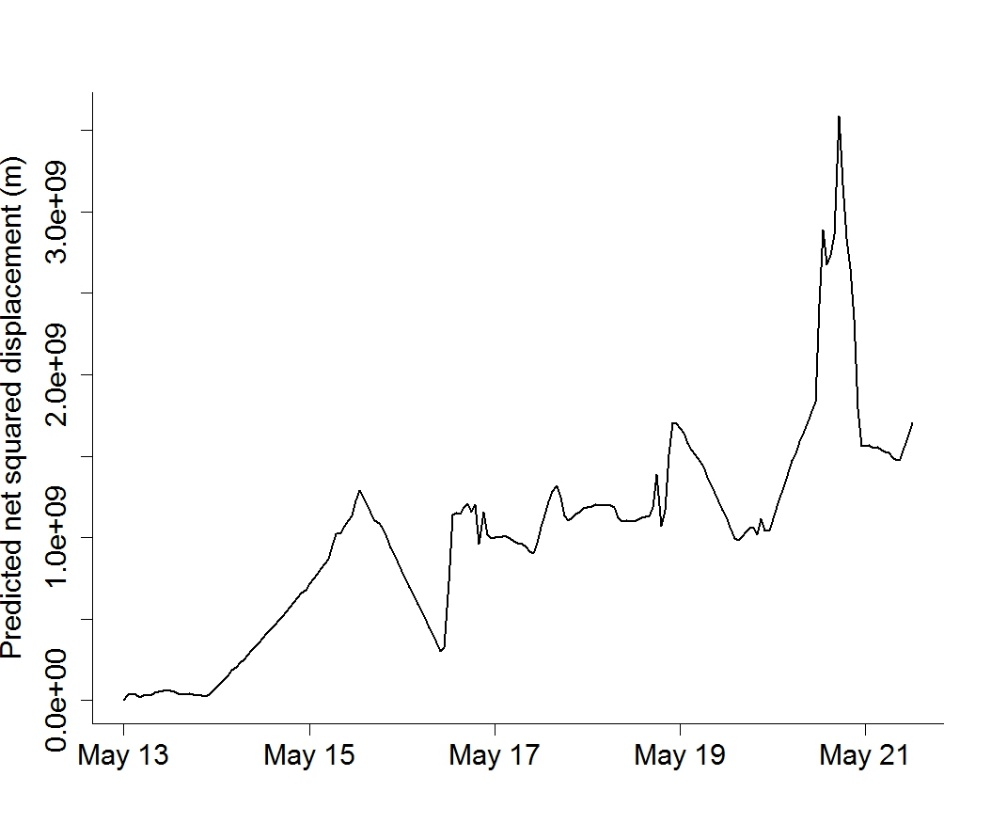 Predicted net squared displacement (m)
3.0e+09
2.0e+09
1.0e+09
0.0e+00
May 13 May 15 May 17 May 19 May 21